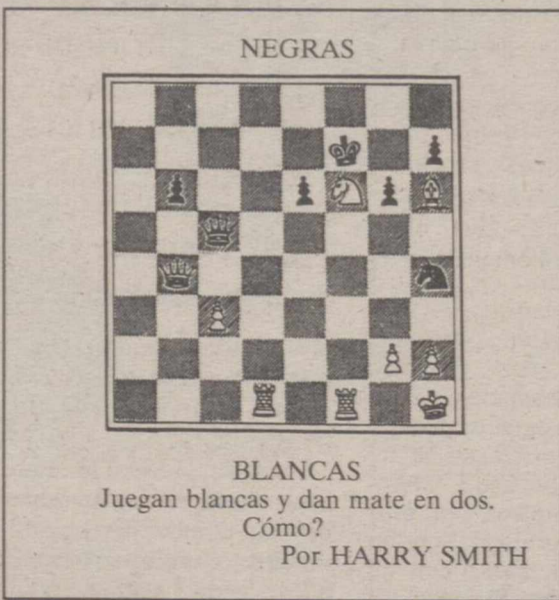 NEGRAS
BLANCAS
Juegan blancas y dan mate en dos.
Cómo?
Por HARRY SMITH